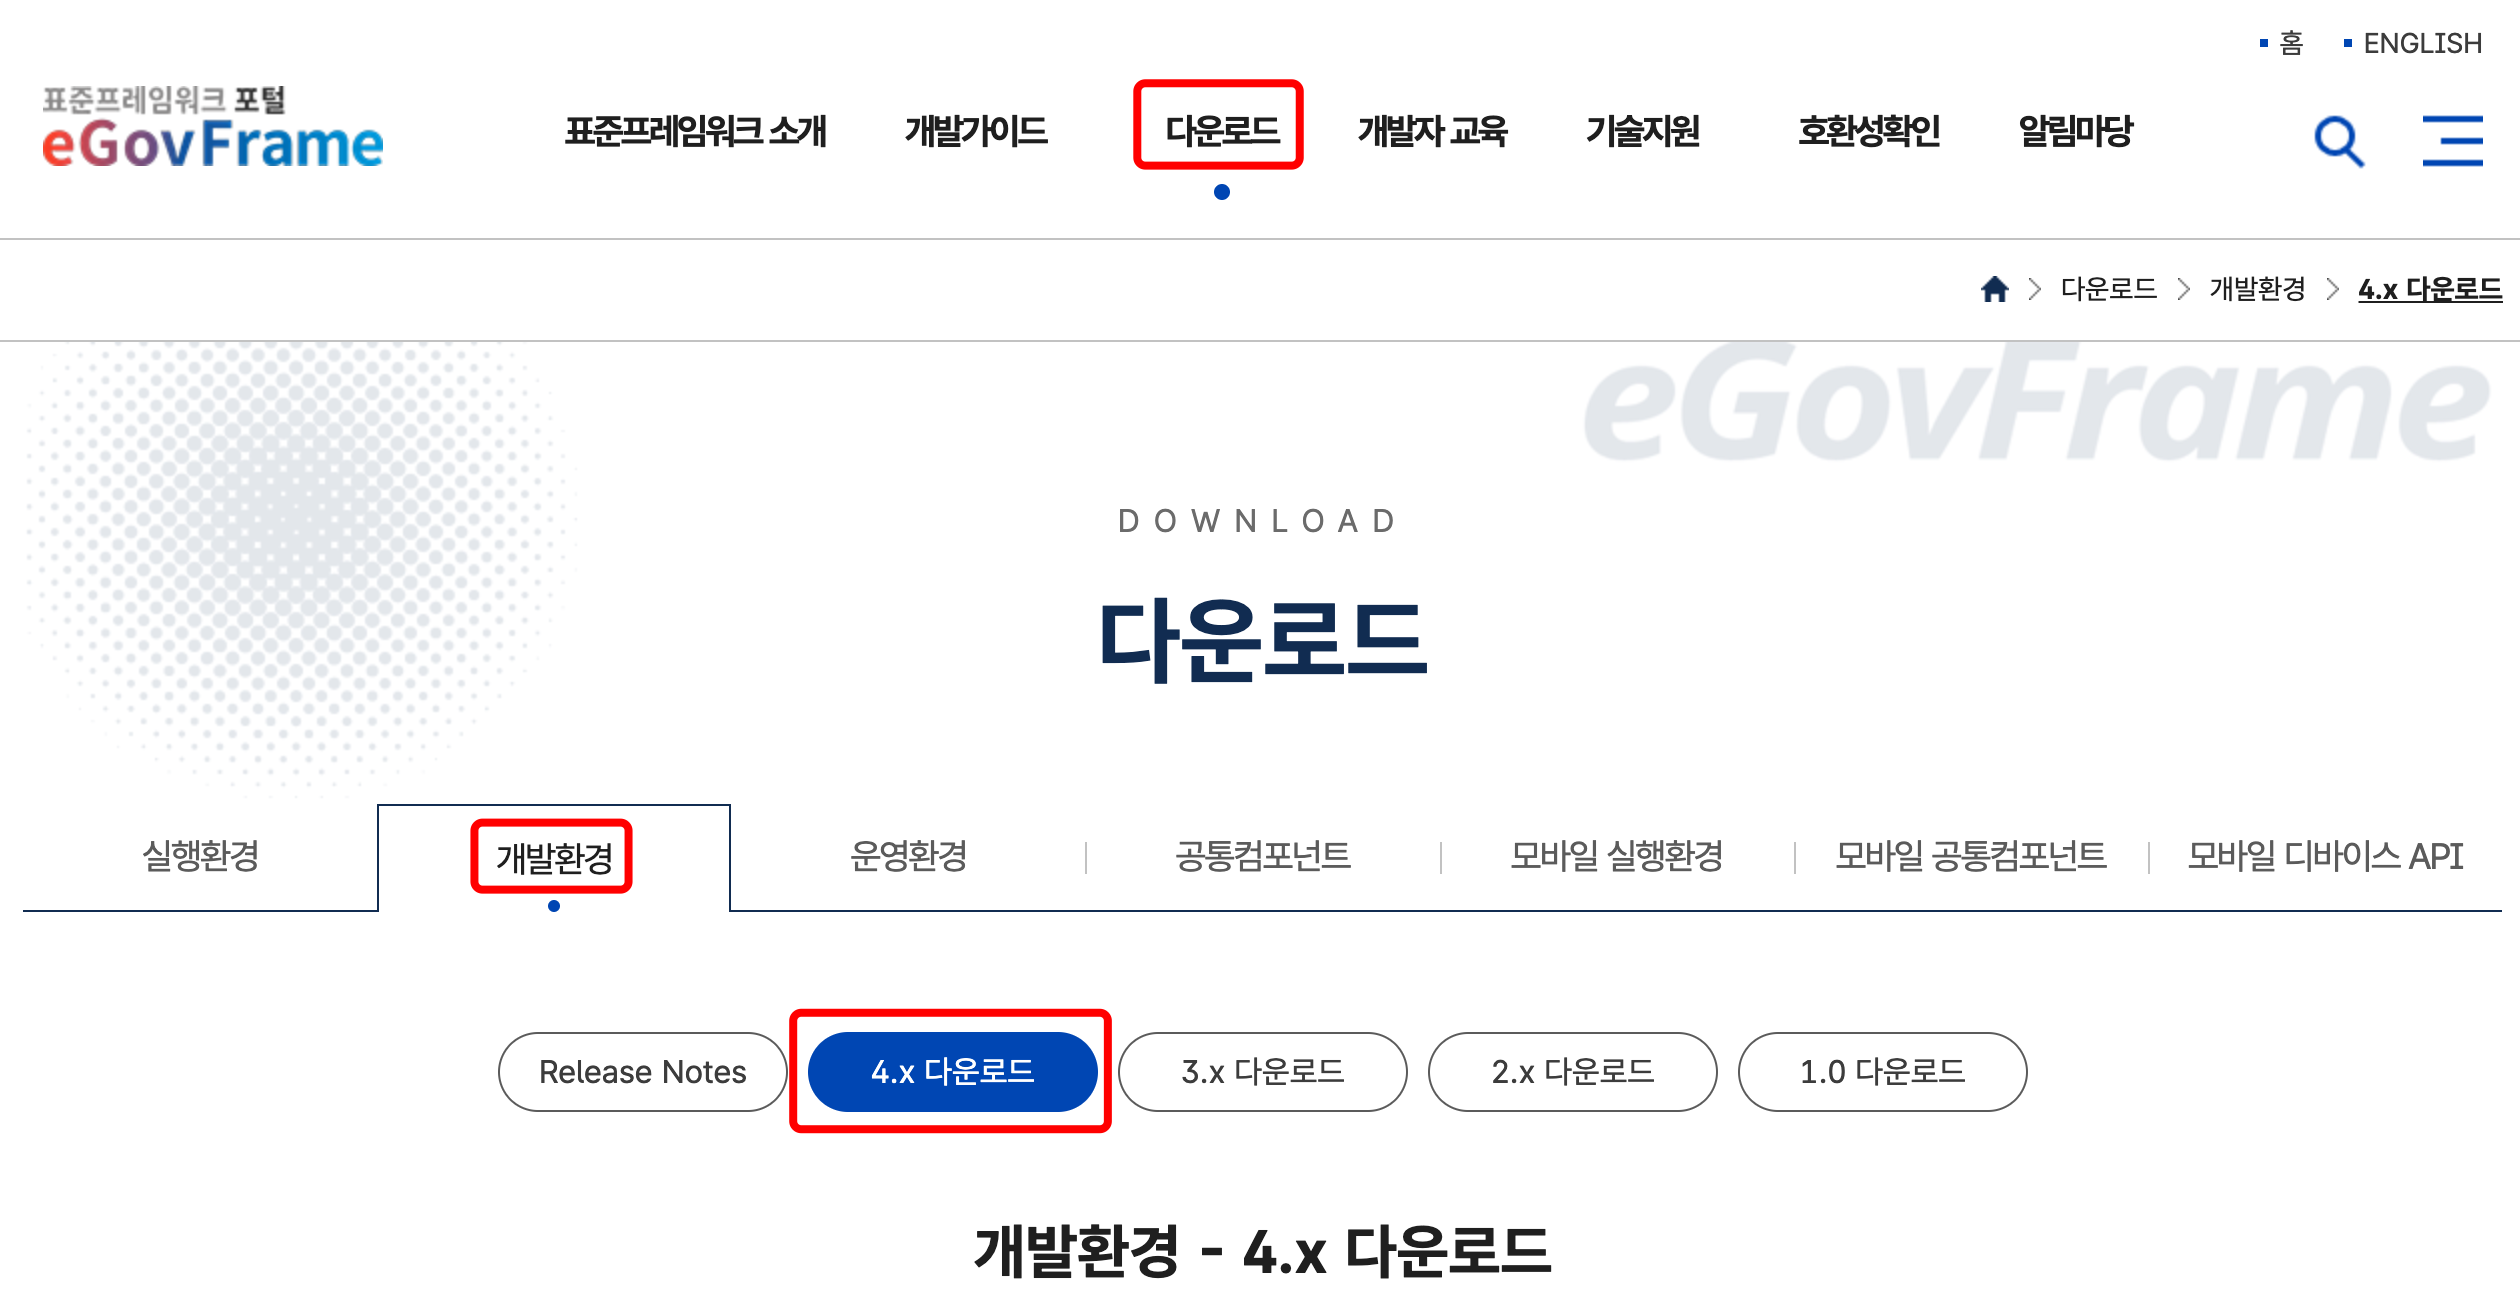 홈 ENGLISH
표준프레임워크 포털
eGovFrame
표준프레임워크 소개 개발가이드 다운로드 개발자 교육 기술지원 호환성확인 알림마당
다운로드 개발환경 4.x 다운로드
eGovFrame
DOWNLOAD
다운로드
실행환경 개발환경 운영환경 공통컴포넌트 모바일 실행환경 모바일 공통컴포넌트 모바일 디바이스 API
Release Notes 4.x 다운로드 3.x 다운로드 2.x 다운로드 1.0 다운로드
개발환경 - 4.x 다운로드